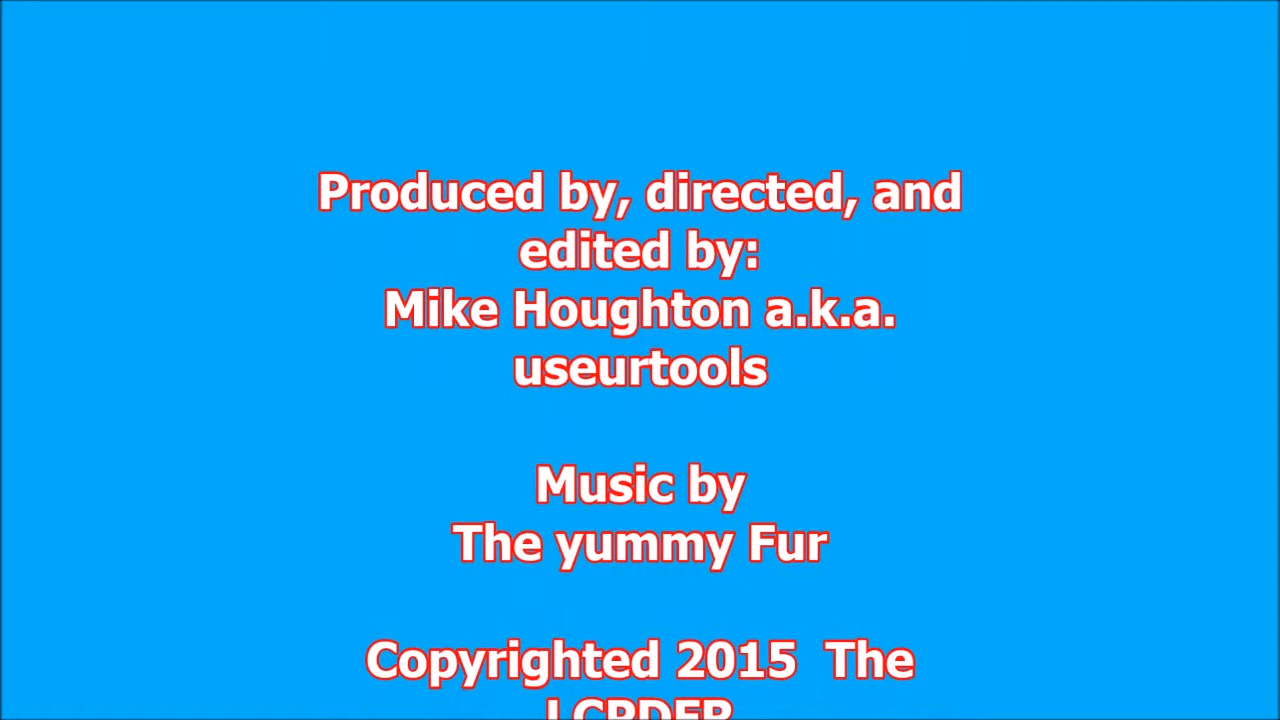 Produced by, directed, and
edited by:
Mike Houghton a.k.a.
useurtools
Music by
The yummy Fur
Copyrighted 2015  The